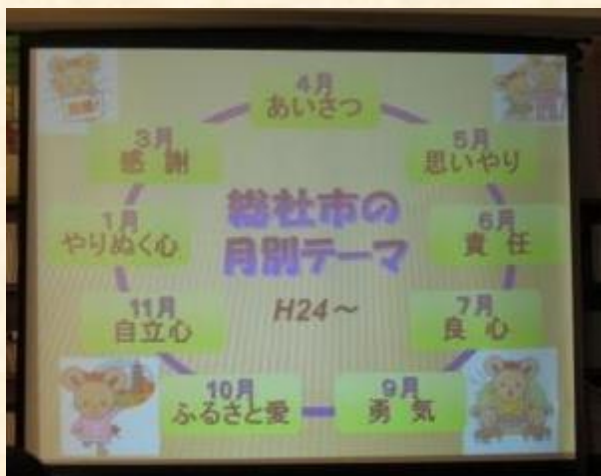 総社市の
月別テーマ
H24～
4月
あいさつ
5月
思いやり
6月
責任
7月
良心
9月
勇気
10月
ふるさと愛
11月
自立心
1月
やりぬく心
3月
感謝